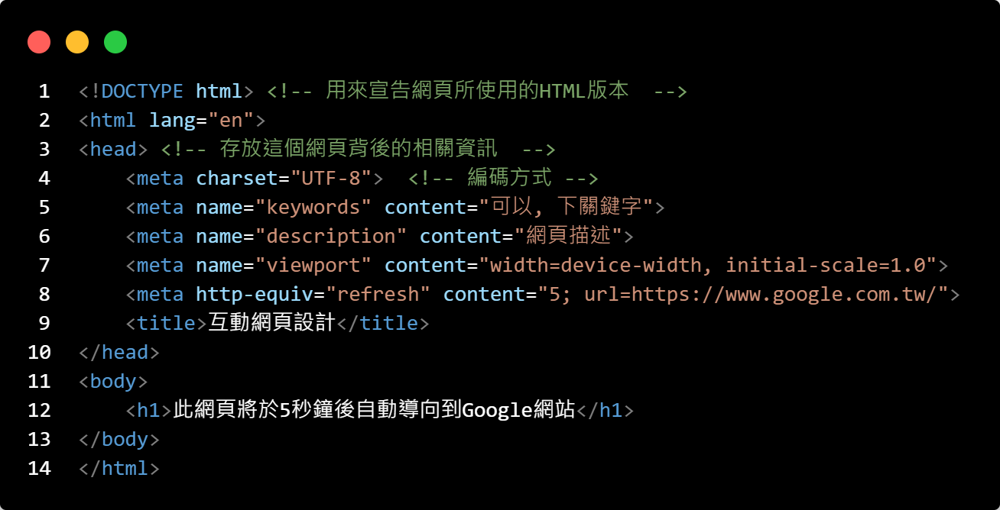 1 <!DOCTYPE html> <!-- 用來宣告網頁所使用的HTML版本  -->
2 <html lang="en">
3 <head> <!-- 存放這個網頁背後的相關資訊  -->
4     <meta charset="UTF-8">  <!-- 編碼方式 -->
5     <meta name="keywords" content="可以, 下關鍵字">
6     <meta name="description" content="網頁描述">
7     <meta name="viewport" content="width=device-width, initial-scale=1.0">
8     <meta http-equiv="refresh" content="5; url=https://www.google.com.tw/">
9     <title>互動網頁設計</title>
10 </head>
11 <body>
12     <h1>此網頁將於5秒鐘後自動導向到Google網站</h1>
13 </body>
14 </html>